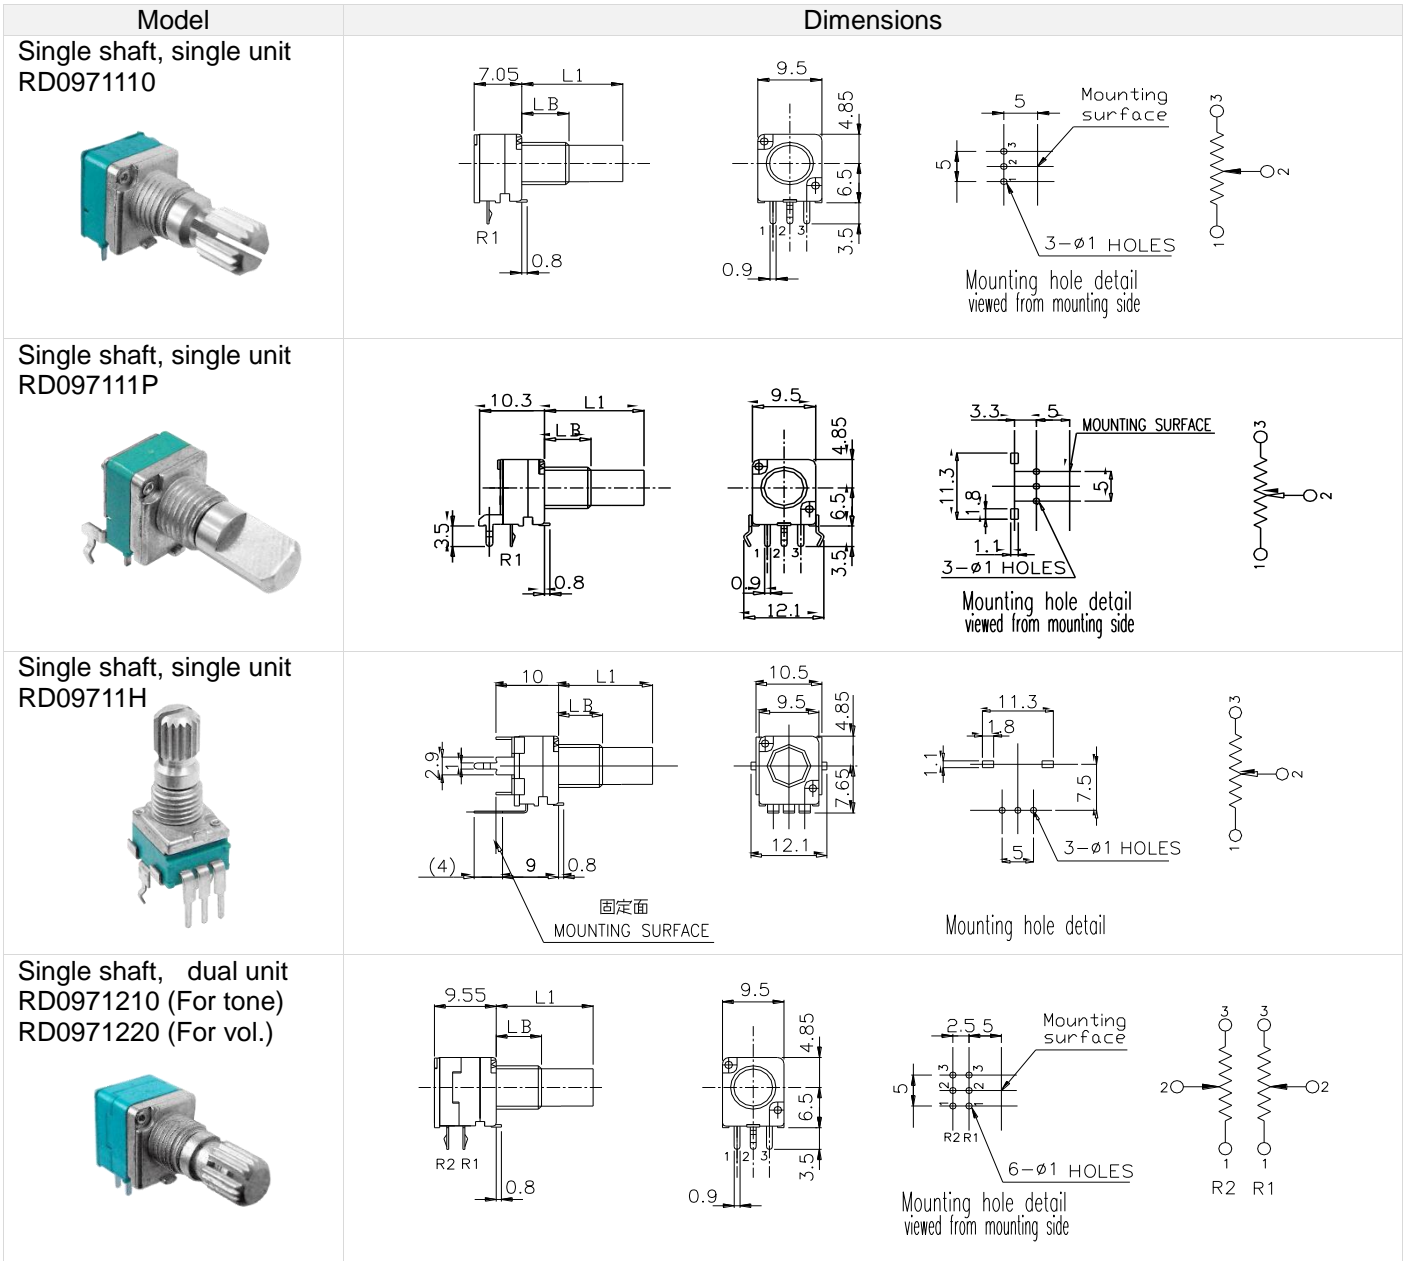 Model
Dimensions
Single shaft, single unit
RD0971110
7.05
L1
LB
R1
0.8
9.5
4.85
6.5
3.5
1 2 3
0.9
5
5
3
2
1
Mounting
surface
3-ø1 HOLES
Mounting hole detail
viewed from mounting side
3
2
1
Single shaft, single unit
RD097111P
10.3
L1
LB
3.5
R1
0.8
9.5
4.85
6.5
3.5
1 2 3
0.9
12.1
3.3
5
MOUNTING SURFACE
11.3
1.8
5
1.1
3-ø1 HOLES
Mounting hole detail
viewed from mounting side
3
2
1
Single shaft, single unit
RD09711H
10
L1
LB
2.9
1
(4)
9
0.8
固定面
MOUNTING SURFACE
10.5
9.5
4.85
7.65
12.1
11.3
1.8
1.1
7.5
5
3-ø1 HOLES
Mounting hole detail
3
2
1
Single shaft, dual unit
RD0971210 (For tone)
RD0971220 (For vol.)
9.55
L1
LB
R2 R1
0.8
9.5
4.85
6.5
3.5
1 2 3
0.9
2.5 5
Mounting
surface
5
3 3
2 2
1 1
R2 R1
6-ø1 HOLES
Mounting hole detail
viewed from mounting side
3 3
2 2
1 1
R2 R1